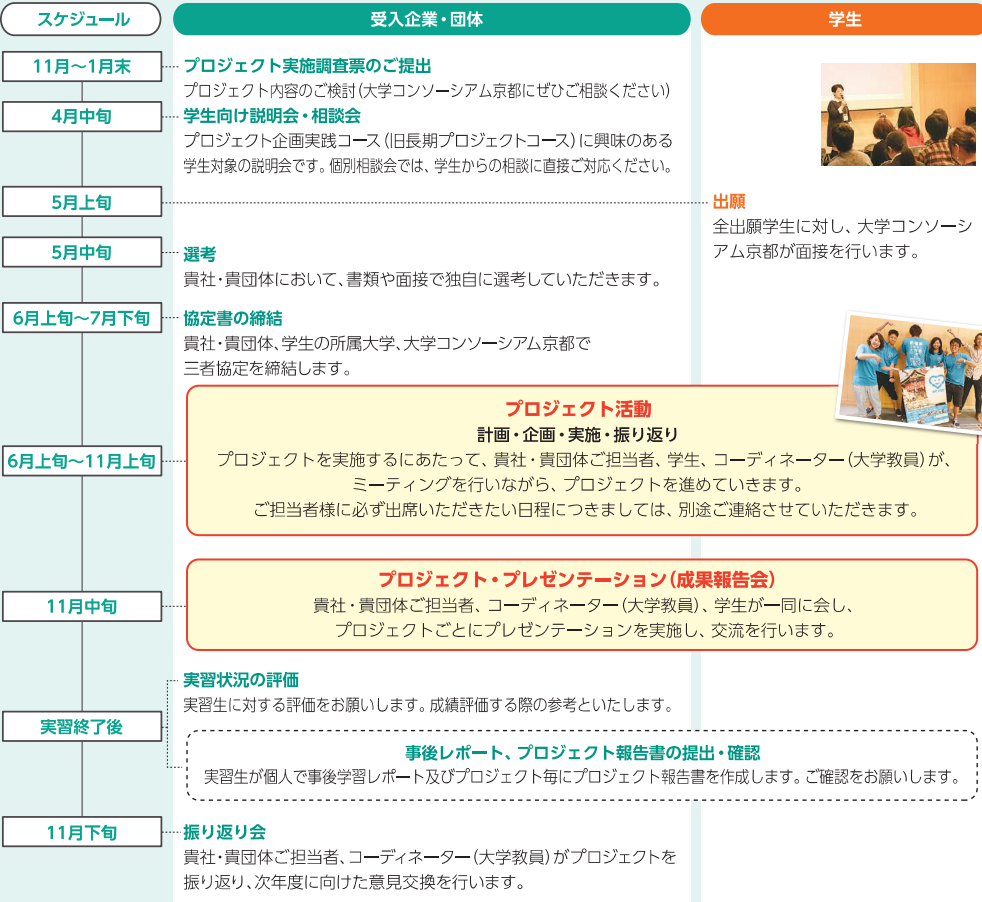 スケジュール
受入企業・団体
学生
11月～1月末
プロジェクト実施調査票のご提出
プロジェクト内容のご検討（大学コンソーシアム京都にぜひご相談ください）
4月中旬
学生向け説明会・相談会
プロジェクト企画実践コース（旧長期プロジェクトコース）に興味のある
学生対象の説明会です。個別相談会では、学生からの相談に直接ご対応ください。
5月上旬
出願
全出願学生に対し、大学コンソーシ
アム京都が面接を行います。
5月中旬
選考
貴社・貴団体において、書類や面接で独自に選考していただきます。
6月上旬～7月下旬
協定書の締結
貴社・貴団体、学生の所属大学、大学コンソーシアム京都で
三者協定を締結します。
6月上旬～11月上旬
プロジェクト活動
計画・企画・実施・振り返り
プロジェクトを実施するにあたって、貴社・貴団体ご担当者、学生、コーディネーター（大学教員）が、
ミーティングを行いながら、プロジェクトを進めていきます。
ご担当者様に必ず出席いただきたい日程につきましては、別途ご連絡させていただきます。
11月中旬
プロジェクト・プレゼンテーション（成果報告会）
貴社・貴団体ご担当者、コーディネーター（大学教員）、学生が一同に会し、
プロジェクトごとにプレゼンテーションを実施し、交流を行います。
実習終了後
実習状況の評価
実習生に対する評価をお願いします。成績評価する際の参考といたします。
事後レポート、プロジェクト報告書の提出・確認
実習生が個人で事後学習レポート及びプロジェクト毎にプロジェクト報告書を作成します。ご確認をお願いします。
11月下旬
振り返り会
貴社・貴団体ご担当者、コーディネーター（大学教員）がプロジェクトを
振り返り、次年度に向けた意見交換を行います。